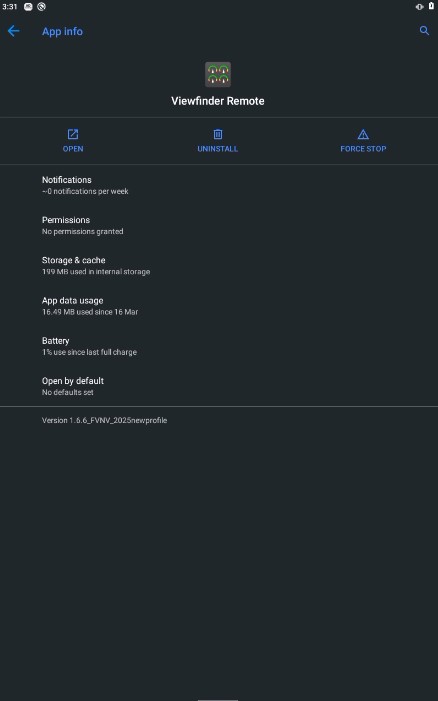 3:31
App info
Viewfinder Remote
OPEN
UNINSTALL
FORCE STOP
Notifications
~0 notifications per week
Permissions
No permissions granted
Storage & cache
199 MB used in internal storage
App data usage
16.49 MB used since 16 Mar
Battery
1% use since last full charge
Open by default
No defaults set
Version 1.6.6_FVNV_2025newprofile